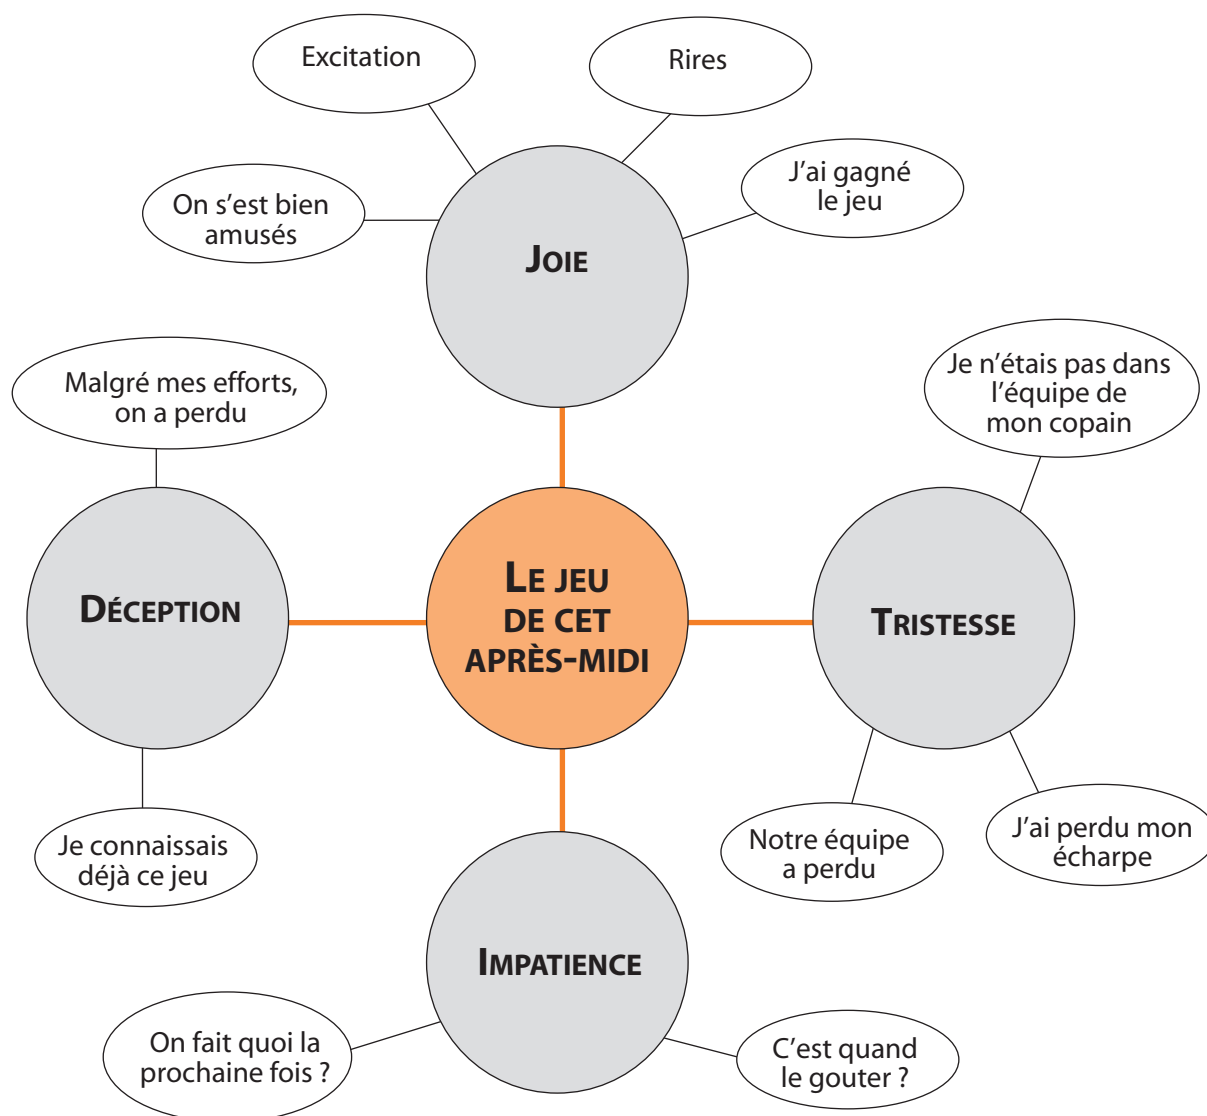 Excitation
Rires
On s’est bien
amusés
J’ai gagné
le jeu
JOIE
Malgré mes efforts,
on a perdu
Je n’étais pas dans
l’équipe de
mon copain
DÉCEPTION
LE JEU
DE CET
APRÈS-MIDI
TRISTESSE
Je connaissais
déjà ce jeu
Notre équipe
a perdu
J’ai perdu mon
écharpe
IMPATIENCE
On fait quoi la
prochaine fois ?
C’est quand
le gouter ?